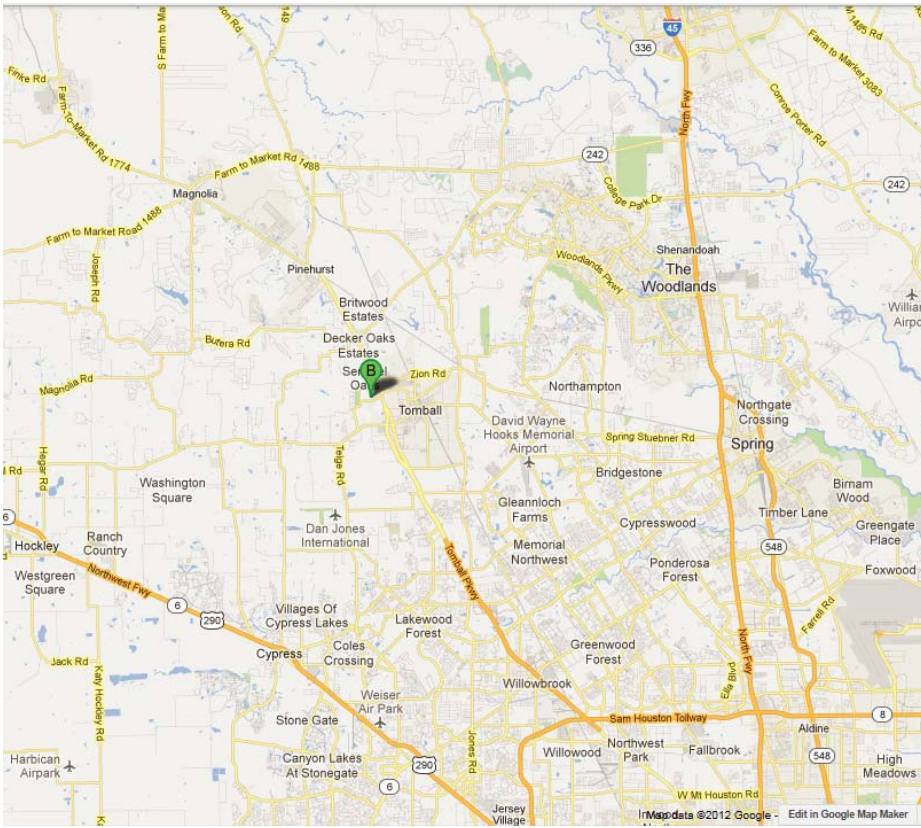 149
S Farm to Ma
45
336
M 1485 Rd
Farm to Market 3083
Conroe Porter Rd
Finke Rd
Farm-To-Market Rd 1774
North Fwy
Farm to Market Rd 1488
242
Magnolia
College Park Dr
242
Farm to Market Road 1488
Joseph Rd
Shenandoah
Woodlands Pkwy
The
Woodlands
Pinehurst
Britwood
Estates
Willia
Airpo
Butera Rd
Decker Oaks
Estates
B
Zion Rd
Magnolia Rd
Northampton
Tomball
Northgate
Crossing
David Wayne
Hooks Memorial
Airport
Spring Stuebner Rd
Spring
Hegar Rd
Telge Rd
Bridgestone
Washington
Square
Birnam
Wood
Gleannloch
Farms
Timber Lane
Cypresswood
Greengate
Place
6
Dan Jones
International
Hockley
Ranch
Country
Memorial
Northwest
548
Tomball Pkwy
Ponderosa
Forest
Foxwood
Westgreen
Square
Northwest Fwy
6
290
Villages Of
Cypress Lakes
Lakewood
Forest
Farrell Rd
Greenwood
Forest
North Fwy
Cypress
Coles
Crossing
Jack Rd
Katy Hockley Rd
Willowbrook
Ella Blvd
Weiser
Air Park
Stone Gate
Sam Houston Tollway
8
Aldine
Jones Rd
Willowood
Northwest
Park
Fallbrook
548
Harbican
Airpark
Canyon Lakes
At Stonegate
290
6
High
Meadows
W Mt Houston Rd
Jersey
Village
Map data ©2012 Google -
Edit in Google Map Maker